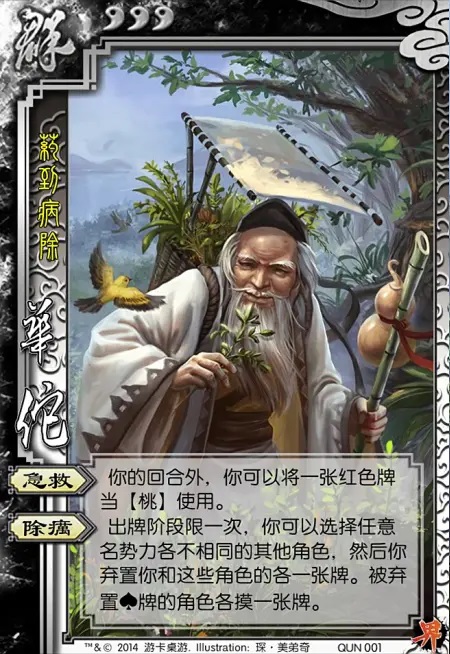 群
药到病除
華佗
急救
你的回合外，你可以将一张红色牌
当【桃】使用。
除疠
出牌阶段限一次，你可以选择任意
名势力各不相同的其他角色，然后你
弃置你和这些角色的各一张牌。被弃
置♠牌的角色各摸一张牌。
界
™&© 2014 游卡桌游. Illustration: 琛·美弟奇 QUN 001